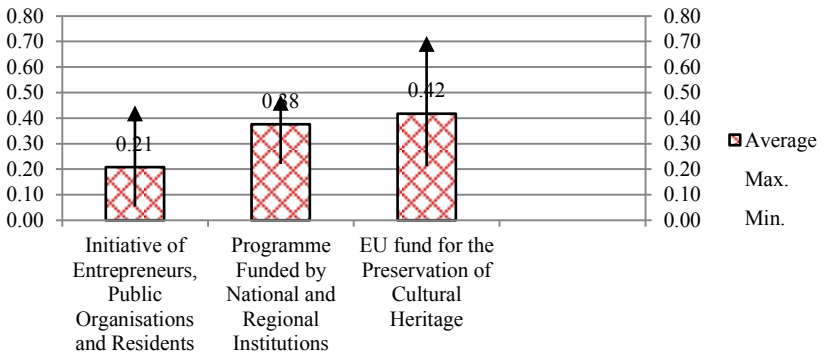 0.80 0.80
0.70 0.70
0.60 0.60
0.50 0.50
0.42
0.38
0.40 0.40
0.21
0.30 0.30
0.20 0.20
0.10 0.10
0.00 0.00
Average
Max.
Min.
Initiative of
Entrepreneurs,
Public
Organisations
and Residents
Programme
Funded by
National and
Regional
Institutions
EU fund for the
Preservation of
Cultural
Heritage